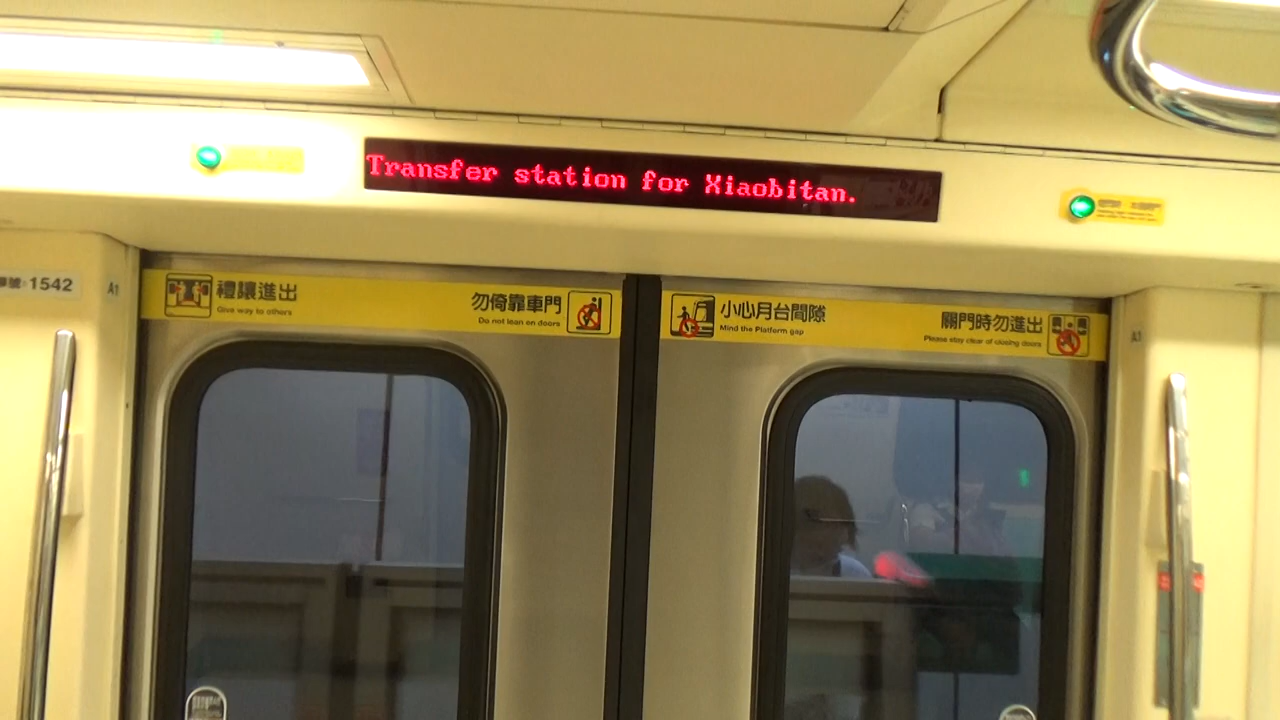 Transfer station for Xiaobitan.
1542
A1
禮讓進出
Give way to others
勿倚靠車門
Do not lean on doors
小心月台間隙
Mind the Platform gap
關門時勿進出
Please stay clear of closing doors
A1